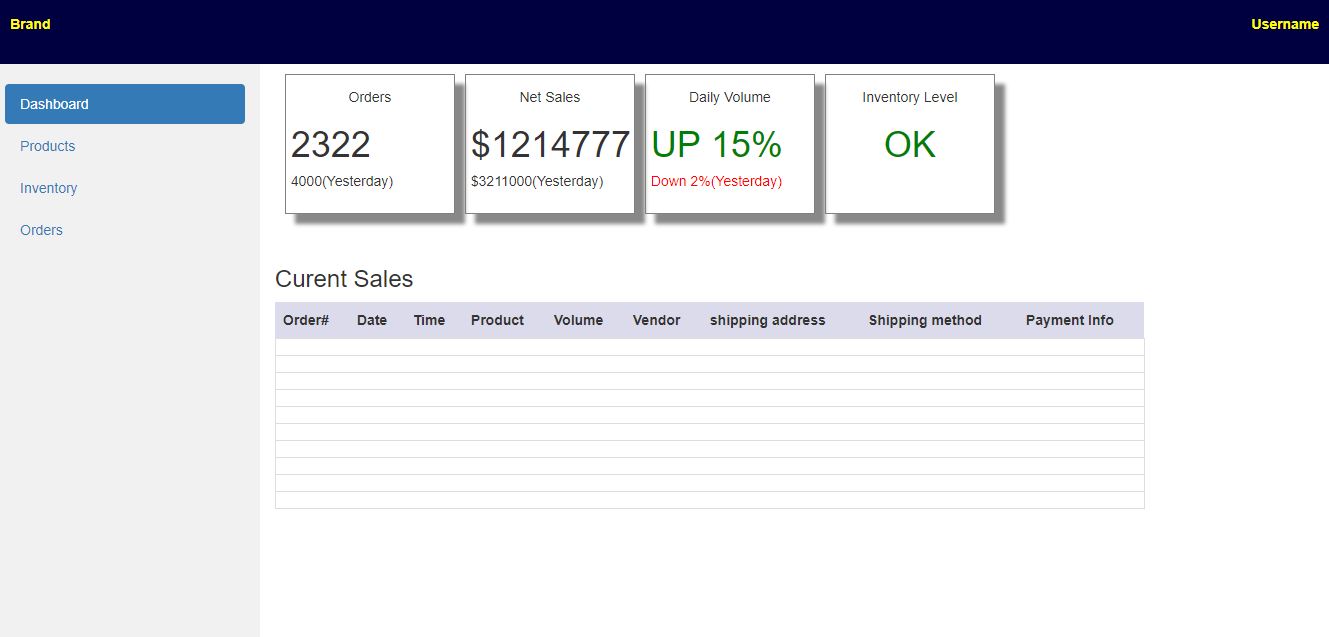 Brand Username
Dashboard
Products
Inventory
Orders
Orders
2322
4000(Yesterday)
Net Sales
$1214777
$3211000(Yesterday)
Daily Volume
UP 15%
Down 2%(Yesterday)
Inventory Level
OK
Curent Sales
Order# Date Time Product Volume Vendor shipping address Shipping method Payment Info